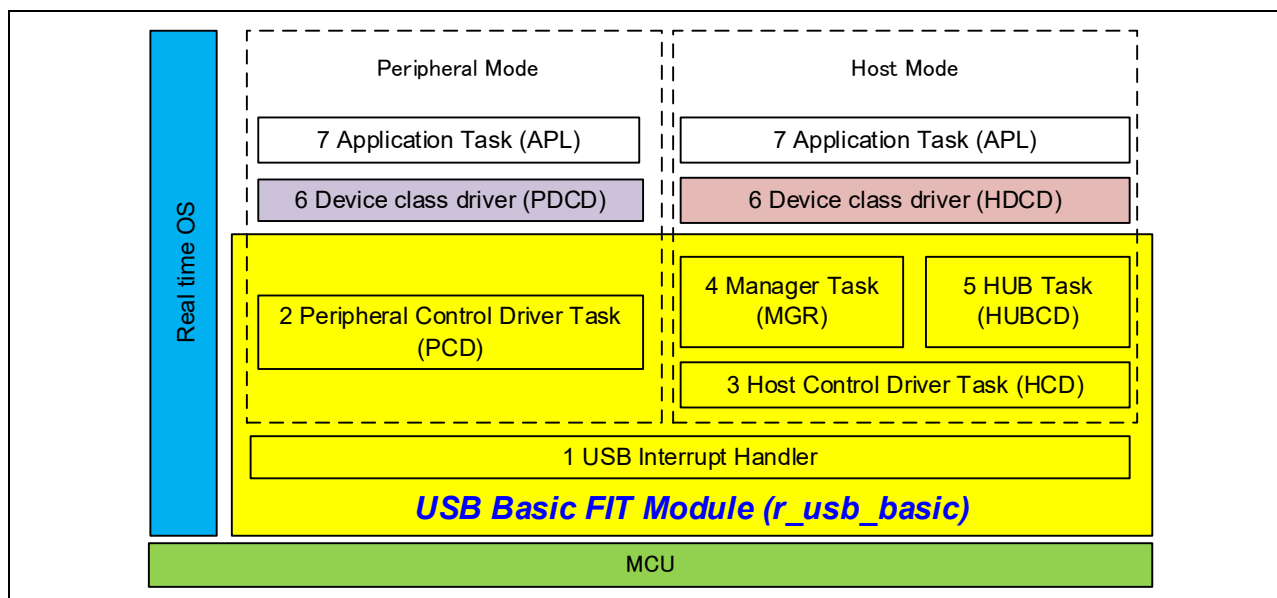 Real time OS
Peripheral Mode
7 Application Task (APL)
6 Device class driver (PDCD)
2 Peripheral Control Driver Task
(PCD)
Host Mode
7 Application Task (APL)
6 Device class driver (HDCD)
4 Manager Task
(MGR)
5 HUB Task
(HUBCD)
3 Host Control Driver Task (HCD)
1 USB Interrupt Handler
USB Basic FIT Module (r_usb_basic)
MCU